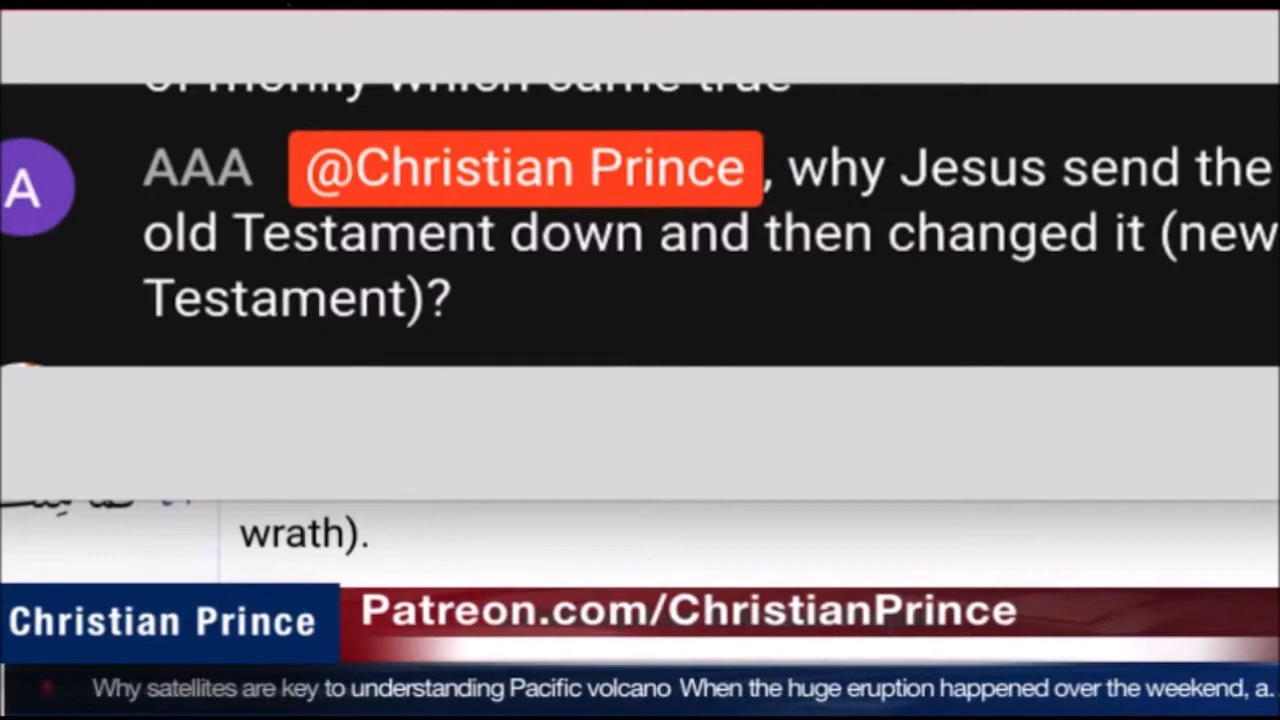 AAA @Christian Prince, why Jesus send the
old Testament down and then changed it (new
Testament)?
A
wrath).
Christian Prince
Patreon.com/ChristianPrince
Why satellites are key to understanding Pacific volcano When the huge eruption happened over the weekend, a.